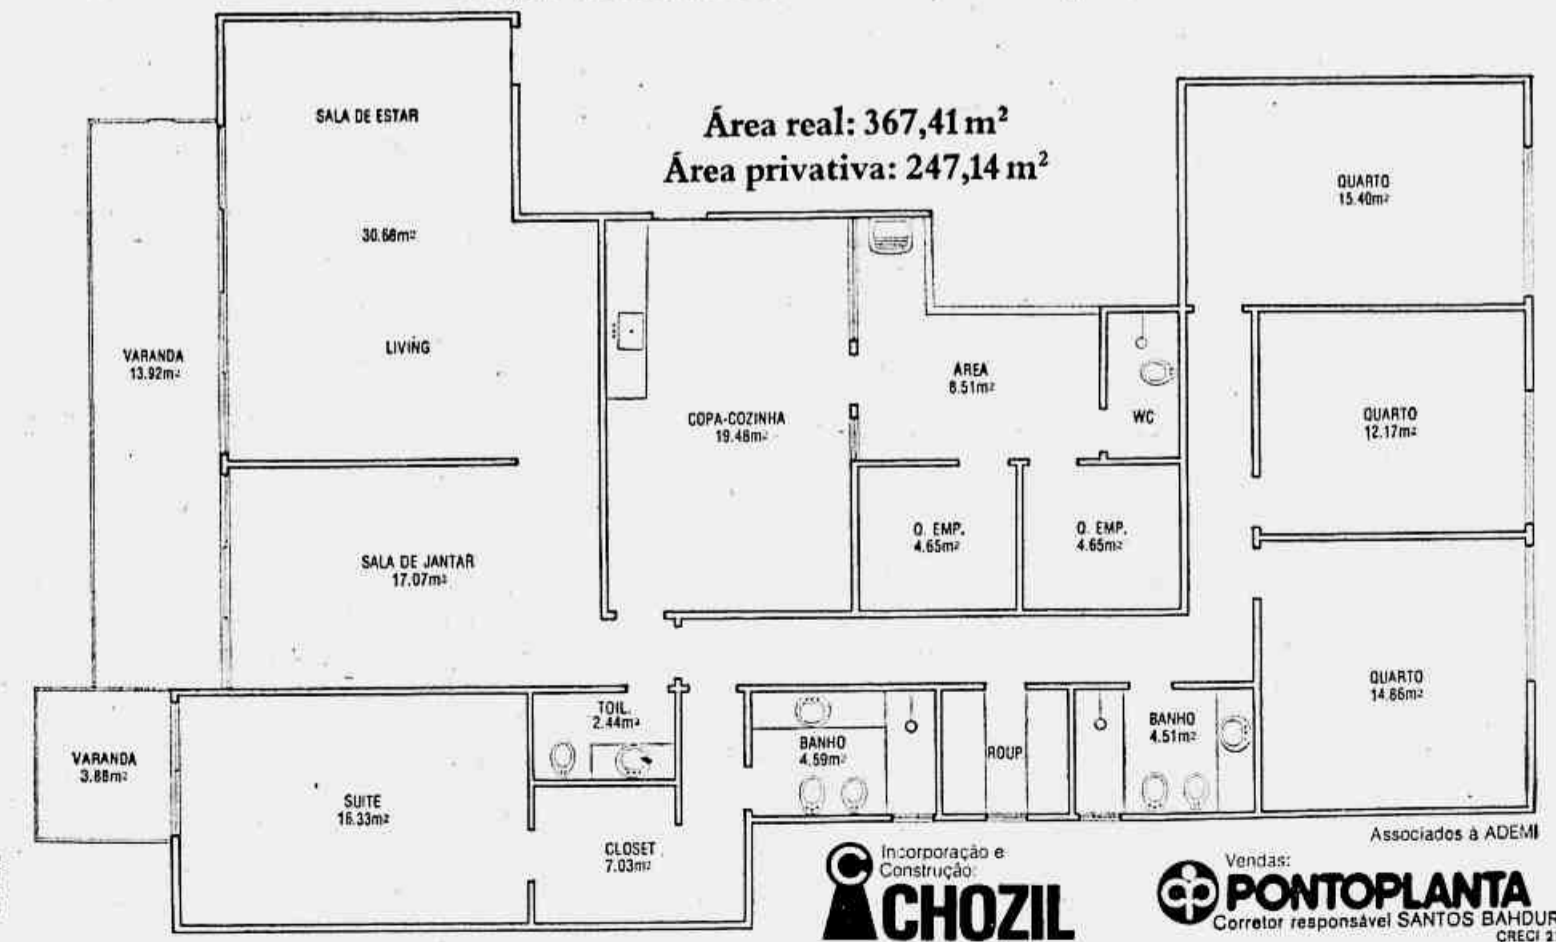 Área real: 367,41 m²
Área privativa: 247,14 m²
SALA DE ESTAR
30.66m²
LIVING
VARANDA
13.92m²
SALA DE JANTAR
17.07m²
COPA-COZINHA
19.48m²
ÁREA
8.51m²
WC
Q. EMP.
4.65m²
Q. EMP.
4.65m²
QUARTO
15.40m²
QUARTO
12.17m²
QUARTO
14.86m²
VARANDA
3.88m²
SUITE
16.33m²
TOIL.
2.44m²
CLOSET
7.03m²
BANHO
4.59m²
ROUP.
BANHO
4.51m²
Associados à ADEMI
Incorporação e
Construção:
CHOZIL
Vendas:
PONTOPLANTA
Corretor responsável SANTOS BAHDUR
CRECI